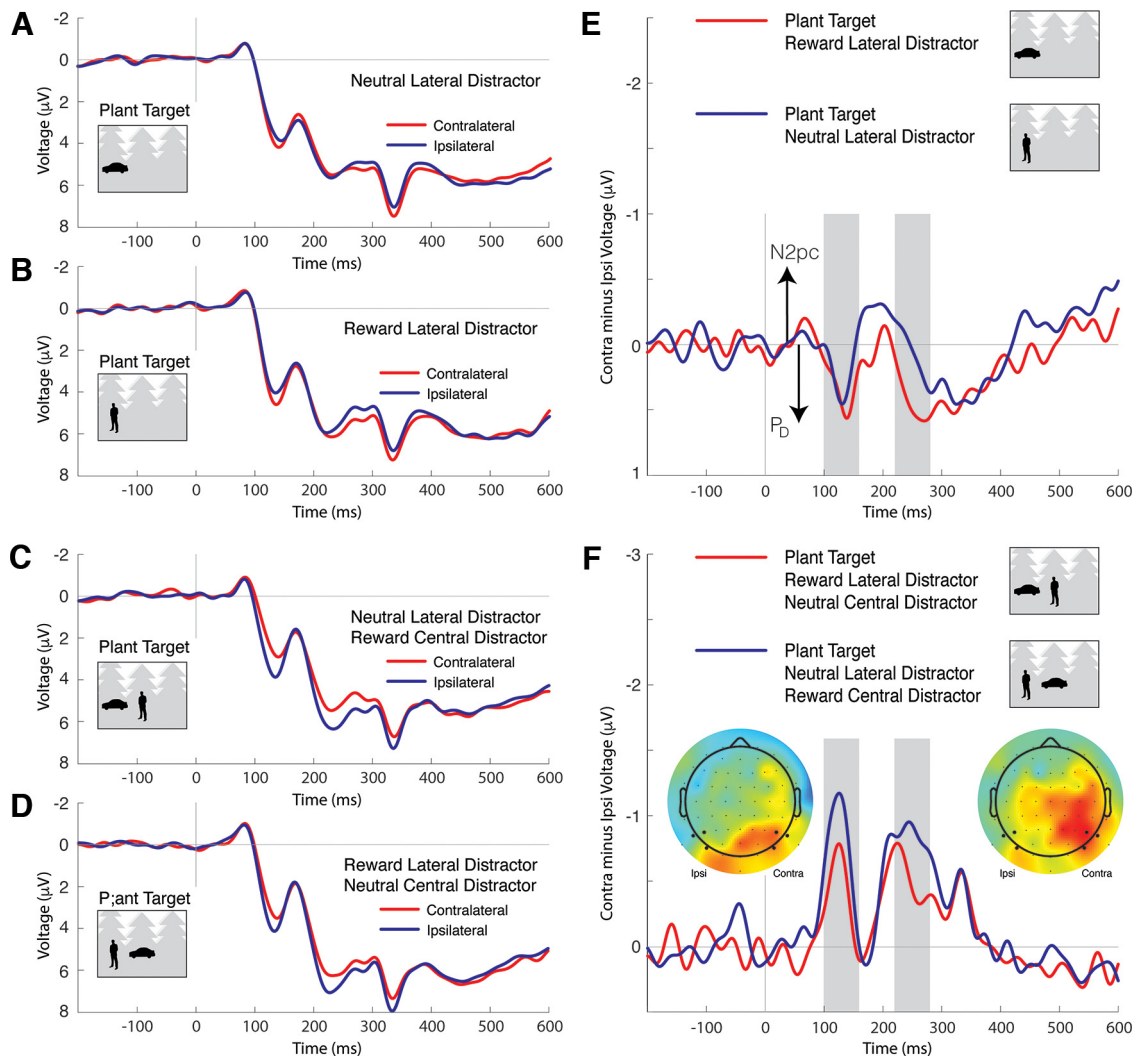 A
-2
0
2
4
6
8
Voltage (μV)
Neutral Lateral Distractor
Plant Target
Contralateral
Ipsilateral
-100 0 100 200 300 400 500 600
Time (ms)
B
-2
0
2
4
6
8
Voltage (μV)
Reward Lateral Distractor
Plant Target
Contralateral
Ipsilateral
-100 0 100 200 300 400 500 600
Time (ms)
C
-2
0
2
4
6
8
Voltage (μV)
Neutral Lateral Distractor
Reward Central Distractor
Plant Target
Contralateral
Ipsilateral
-100 0 100 200 300 400 500 600
Time (ms)
D
-2
0
2
4
6
8
Voltage (μV)
Reward Lateral Distractor
Neutral Central Distractor
P;ant Target
Contralateral
Ipsilateral
-100 0 100 200 300 400 500 600
Time (ms)
E
Plant Target
Reward Lateral Distractor
Plant Target
Neutral Lateral Distractor
-2
-1
0
1
Contra minus Ipsi Voltage (μV)
N2pc
PD
-100 0 100 200 300 400 500 600
Time (ms)
F
Plant Target
Reward Lateral Distractor
Neutral Central Distractor
Plant Target
Neutral Lateral Distractor
Reward Central Distractor
-3
-2
-1
0
Contra minus Ipsi Voltage (μV)
Ipsi Contra
Ipsi Contra
-100 0 100 200 300 400 500 600
Time (ms)